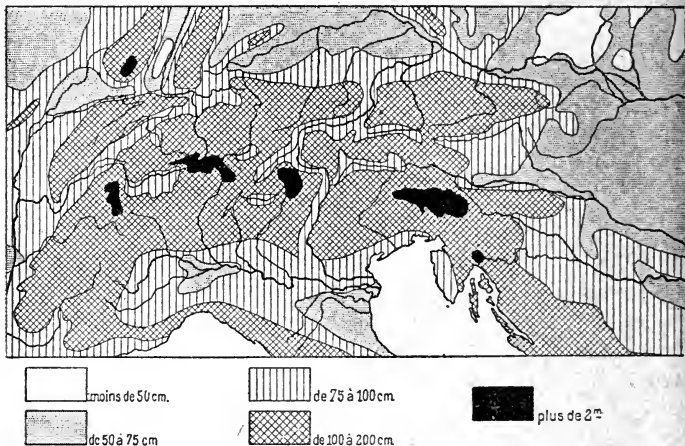 moins de 50 cm.
de 75 à 100 cm.
plus de 2m
de 50 à 75 cm
de 100 à 200 cm.